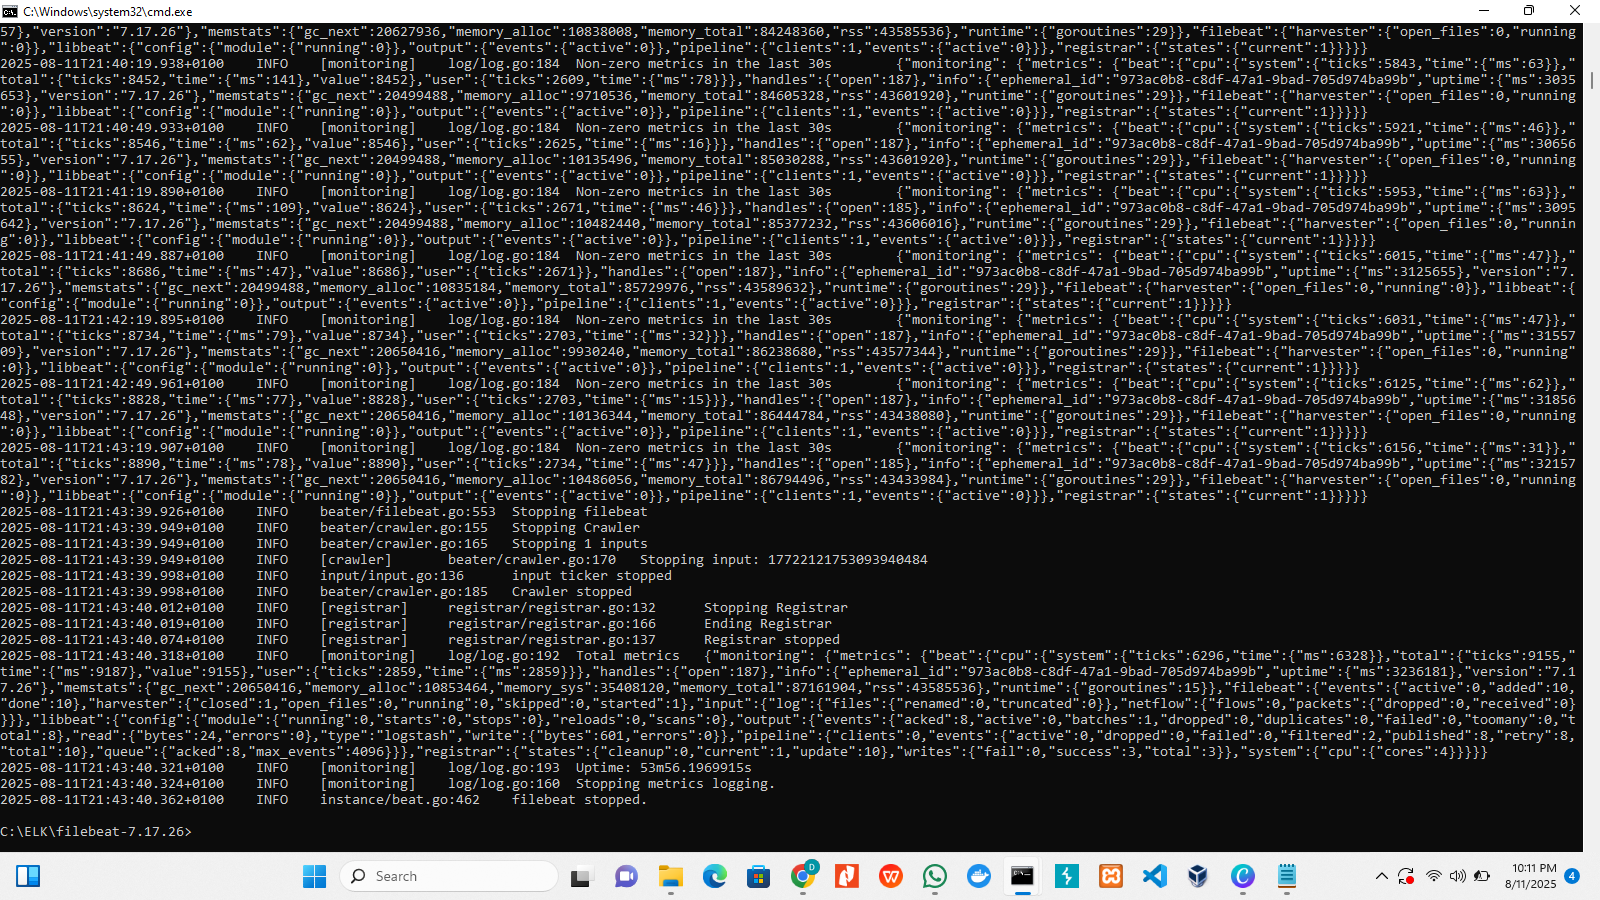 C:\Windows\system32\cmd.exe
57},"version":"7.17.26"},"memstats":{"gc_next":20627936,"memory_alloc":10838008,"memory_total":84248360,"rss":43585536},"runtime":{"goroutines":29}},"filebeat":{"harvester":{"open_files":0,"running
":0}},"libbeat":{"config":{"module":{"running":0}},"output":{"events":{"active":0}},"pipeline":{"clients":1,"events":{"active":0}}},"registrar":{"states":{"current":1}}}}}
2025-08-11T21:40:19.938+0100 INFO [monitoring] log/log.go:184 Non-zero metrics in the last 30s {"monitoring": {"metrics": {"beat":{"cpu":{"system":{"ticks":5843,"time":{"ms":63}},"
total":{"ticks":8452,"time":{"ms":141},"value":8452},"user":{"ticks":2609,"time":{"ms":78}}},"handles":{"open":187},"info":{"ephemeral_id":"973ac0b8-c8df-47a1-9bad-705d974ba99b","uptime":{"ms":3035
653},"version":"7.17.26"},"memstats":{"gc_next":20499488,"memory_alloc":9710536,"memory_total":84605328,"rss":43601920},"runtime":{"goroutines":29}},"filebeat":{"harvester":{"open_files":0,"running
":0}},"libbeat":{"config":{"module":{"running":0}},"output":{"events":{"active":0}},"pipeline":{"clients":1,"events":{"active":0}}},"registrar":{"states":{"current":1}}}}}
2025-08-11T21:40:49.933+0100 INFO [monitoring] log/log.go:184 Non-zero metrics in the last 30s {"monitoring": {"metrics": {"beat":{"cpu":{"system":{"ticks":5921,"time":{"ms":46}},"
total":{"ticks":8546,"time":{"ms":62},"value":8546},"user":{"ticks":2625,"time":{"ms":16}}},"handles":{"open":187},"info":{"ephemeral_id":"973ac0b8-c8df-47a1-9bad-705d974ba99b","uptime":{"ms":30656
55},"version":"7.17.26"},"memstats":{"gc_next":20499488,"memory_alloc":10135496,"memory_total":85030288,"rss":43601920},"runtime":{"goroutines":29}},"filebeat":{"harvester":{"open_files":0,"running
":0}},"libbeat":{"config":{"module":{"running":0}},"output":{"events":{"active":0}},"pipeline":{"clients":1,"events":{"active":0}}},"registrar":{"states":{"current":1}}}}}
2025-08-11T21:41:19.890+0100 INFO [monitoring] log/log.go:184 Non-zero metrics in the last 30s {"monitoring": {"metrics": {"beat":{"cpu":{"system":{"ticks":5953,"time":{"ms":63}},"
total":{"ticks":8624,"time":{"ms":109},"value":8624},"user":{"ticks":2671,"time":{"ms":46}}},"handles":{"open":185},"info":{"ephemeral_id":"973ac0b8-c8df-47a1-9bad-705d974ba99b","uptime":{"ms":3095
642},"version":"7.17.26"},"memstats":{"gc_next":20499488,"memory_alloc":10482440,"memory_total":85377232,"rss":43606016},"runtime":{"goroutines":29}},"filebeat":{"harvester":{"open_files":0,"runnin
g":0}},"libbeat":{"config":{"module":{"running":0}},"output":{"events":{"active":0}},"pipeline":{"clients":1,"events":{"active":0}}},"registrar":{"states":{"current":1}}}}}
2025-08-11T21:41:49.887+0100 INFO [monitoring] log/log.go:184 Non-zero metrics in the last 30s {"monitoring": {"metrics": {"beat":{"cpu":{"system":{"ticks":6015,"time":{"ms":47}},"
total":{"ticks":8686,"time":{"ms":47},"value":8686},"user":{"ticks":2671}},"handles":{"open":187},"info":{"ephemeral_id":"973ac0b8-c8df-47a1-9bad-705d974ba99b","uptime":{"ms":3125655},"version":"7.
17.26"},"memstats":{"gc_next":20499488,"memory_alloc":10835184,"memory_total":85729976,"rss":43589632},"runtime":{"goroutines":29}},"filebeat":{"harvester":{"open_files":0,"running":0}},"libbeat":{
"config":{"module":{"running":0}},"output":{"events":{"active":0}},"pipeline":{"clients":1,"events":{"active":0}}},"registrar":{"states":{"current":1}}}}}
2025-08-11T21:42:19.895+0100 INFO [monitoring] log/log.go:184 Non-zero metrics in the last 30s {"monitoring": {"metrics": {"beat":{"cpu":{"system":{"ticks":6031,"time":{"ms":47}},"
total":{"ticks":8734,"time":{"ms":79},"value":8734},"user":{"ticks":2703,"time":{"ms":32}}},"handles":{"open":187},"info":{"ephemeral_id":"973ac0b8-c8df-47a1-9bad-705d974ba99b","uptime":{"ms":31557
09},"version":"7.17.26"},"memstats":{"gc_next":20650416,"memory_alloc":9930240,"memory_total":86238680,"rss":43577344},"runtime":{"goroutines":29}},"filebeat":{"harvester":{"open_files":0,"running"
:0}},"libbeat":{"config":{"module":{"running":0}},"output":{"events":{"active":0}},"pipeline":{"clients":1,"events":{"active":0}}},"registrar":{"states":{"current":1}}}}}
2025-08-11T21:42:49.961+0100 INFO [monitoring] log/log.go:184 Non-zero metrics in the last 30s {"monitoring": {"metrics": {"beat":{"cpu":{"system":{"ticks":6125,"time":{"ms":62}},"
total":{"ticks":8828,"time":{"ms":77},"value":8828},"user":{"ticks":2703,"time":{"ms":15}}},"handles":{"open":187},"info":{"ephemeral_id":"973ac0b8-c8df-47a1-9bad-705d974ba99b","uptime":{"ms":31856
48},"version":"7.17.26"},"memstats":{"gc_next":20650416,"memory_alloc":10136344,"memory_total":86444784,"rss":43438080},"runtime":{"goroutines":29}},"filebeat":{"harvester":{"open_files":0,"running
":0}},"libbeat":{"config":{"module":{"running":0}},"output":{"events":{"active":0}},"pipeline":{"clients":1,"events":{"active":0}}},"registrar":{"states":{"current":1}}}}}
2025-08-11T21:43:19.907+0100 INFO [monitoring] log/log.go:184 Non-zero metrics in the last 30s {"monitoring": {"metrics": {"beat":{"cpu":{"system":{"ticks":6156,"time":{"ms":31}},"
total":{"ticks":8890,"time":{"ms":78},"value":8890},"user":{"ticks":2734,"time":{"ms":47}}},"handles":{"open":185},"info":{"ephemeral_id":"973ac0b8-c8df-47a1-9bad-705d974ba99b","uptime":{"ms":32157
82},"version":"7.17.26"},"memstats":{"gc_next":20650416,"memory_alloc":10486056,"memory_total":86794496,"rss":43433984},"runtime":{"goroutines":29}},"filebeat":{"harvester":{"open_files":0,"running
":0}},"libbeat":{"config":{"module":{"running":0}},"output":{"events":{"active":0}},"pipeline":{"clients":1,"events":{"active":0}}},"registrar":{"states":{"current":1}}}}}
2025-08-11T21:43:39.926+0100 INFO beater/filebeat.go:553 Stopping filebeat
2025-08-11T21:43:39.949+0100 INFO beater/crawler.go:155 Stopping Crawler
2025-08-11T21:43:39.949+0100 INFO beater/crawler.go:165 Stopping 1 inputs
2025-08-11T21:43:39.949+0100 INFO [crawler] beater/crawler.go:170 Stopping input: 17722121753093940484
2025-08-11T21:43:39.998+0100 INFO input/input.go:136 input ticker stopped
2025-08-11T21:43:39.998+0100 INFO beater/crawler.go:185 Crawler stopped
2025-08-11T21:43:40.012+0100 INFO [registrar] registrar/registrar.go:132 Stopping Registrar
2025-08-11T21:43:40.019+0100 INFO [registrar] registrar/registrar.go:166 Ending Registrar
2025-08-11T21:43:40.074+0100 INFO [registrar] registrar/registrar.go:137 Registrar stopped
2025-08-11T21:43:40.318+0100 INFO [monitoring] log/log.go:192 Total metrics {"monitoring": {"metrics": {"beat":{"cpu":{"system":{"ticks":6296,"time":{"ms":6328}},"total":{"ticks":9155,"
time":{"ms":9187},"value":9155},"user":{"ticks":2859,"time":{"ms":2859}}},"handles":{"open":187},"info":{"ephemeral_id":"973ac0b8-c8df-47a1-9bad-705d974ba99b","uptime":{"ms":3236181},"version":"7.1
7.26"},"memstats":{"gc_next":20650416,"memory_alloc":10853464,"memory_sys":35408120,"memory_total":87161904,"rss":43585536},"runtime":{"goroutines":15}},"filebeat":{"events":{"active":0,"added":10,
"done":10},"harvester":{"closed":1,"open_files":0,"running":0,"skipped":0,"started":1},"input":{"log":{"files":{"renamed":0,"truncated":0}},"netflow":{"flows":0,"packets":{"dropped":0,"received":0}
}}},"libbeat":{"config":{"module":{"running":0,"starts":0,"stops":0},"reloads":0,"scans":0},"output":{"events":{"acked":8,"active":0,"batches":1,"dropped":0,"duplicates":0,"failed":0,"toomany":0,"t
otal":8},"read":{"bytes":24,"errors":0},"type":"logstash","write":{"bytes":601,"errors":0}},"pipeline":{"clients":0,"events":{"active":0,"dropped":0,"failed":0,"filtered":2,"published":8,"retry":8,
"total":10},"queue":{"acked":8,"max_events":4096}}},"registrar":{"states":{"cleanup":0,"current":1,"update":10},"writes":{"fail":0,"success":3,"total":3}},"system":{"cpu":{"cores":4}}}}}
2025-08-11T21:43:40.321+0100 INFO [monitoring] log/log.go:193 Uptime: 53m56.1969915s
2025-08-11T21:43:40.324+0100 INFO [monitoring] log/log.go:160 Stopping metrics logging.
2025-08-11T21:43:40.362+0100 INFO instance/beat.go:462 filebeat stopped.
C:\ELK\filebeat-7.17.26>
Search
10:11 PM
8/11/2025
4